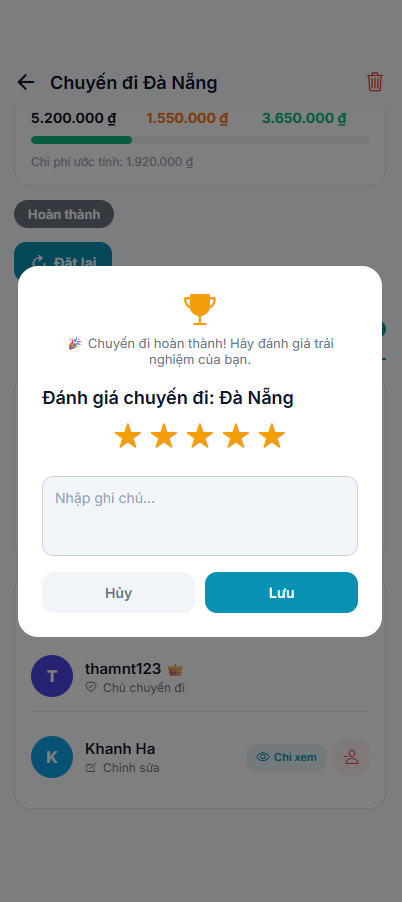 Chuyến đi Đà Nẵng
5.200.000 ₫ 1.550.000 ₫ 3.650.000 ₫
Chi phí ước tính: 1.920.000 ₫
Hoàn thành
Đặt lại
🎉 Chuyến đi hoàn thành! Hãy đánh giá trải
nghiệm của bạn.
Đánh giá chuyến đi: Đà Nẵng
Nhập ghi chú...
Hủy Lưu
T thamnt123 👑
Chủ chuyến đi
K Khanh Ha
Chỉnh sửa
Chỉ xem